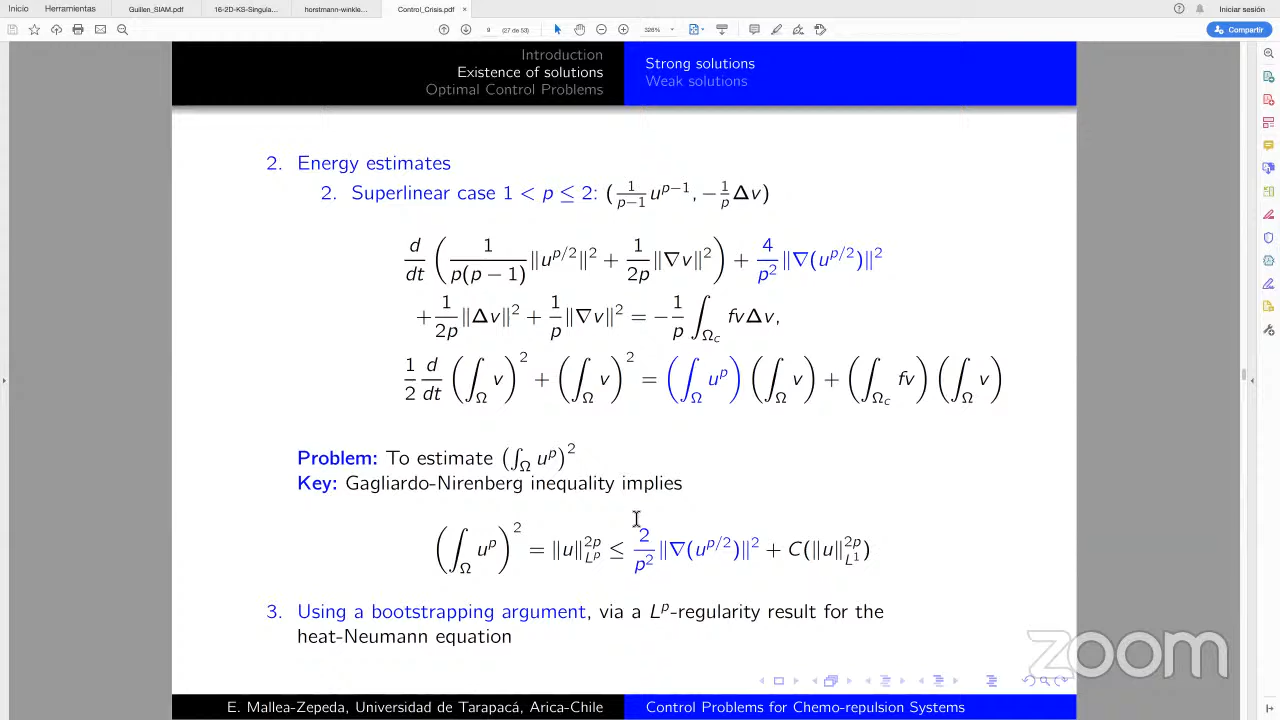 Inicio Herramientas Guillen_SIAM.pdf 16-2D-KS-Singula... horstmann-winkle... Control_Crisis.pdf × Iniciar sesión
9 (27 de 53) 326% Compartir
Introduction
Existence of solutions
Optimal Control Problems
Strong solutions
Weak solutions
2. Energy estimates
2. Superlinear case 1 < p ≤ 2: (1/(p−1) u^{p−1}, −1/p Δv)
d/dt ( 1/(p(p − 1)) ‖u^{p/2}‖² + 1/(2p) ‖∇v‖² ) + 4/p² ‖∇(u^{p/2})‖²
+ 1/(2p) ‖Δv‖² + 1/p ‖∇v‖² = − 1/p ∫_{Ω_c} fvΔv,
1/2 d/dt (∫_Ω v)² + (∫_Ω v)² = (∫_Ω u^p) (∫_Ω v) + (∫_{Ω_c} fv) (∫_Ω v)
Problem: To estimate (∫_Ω u^p)²
Key: Gagliardo-Nirenberg inequality implies
(∫_Ω u^p)² = ‖u‖_{L^p}^{2p} ≤ 2/p² ‖∇(u^{p/2})‖² + C(‖u‖_{L^1}^{2p})
3. Using a bootstrapping argument, via a L^p-regularity result for the
heat-Neumann equation
zoom
E. Mallea-Zepeda, Universidad de Tarapacá, Arica-Chile
Control Problems for Chemo-repulsion Systems